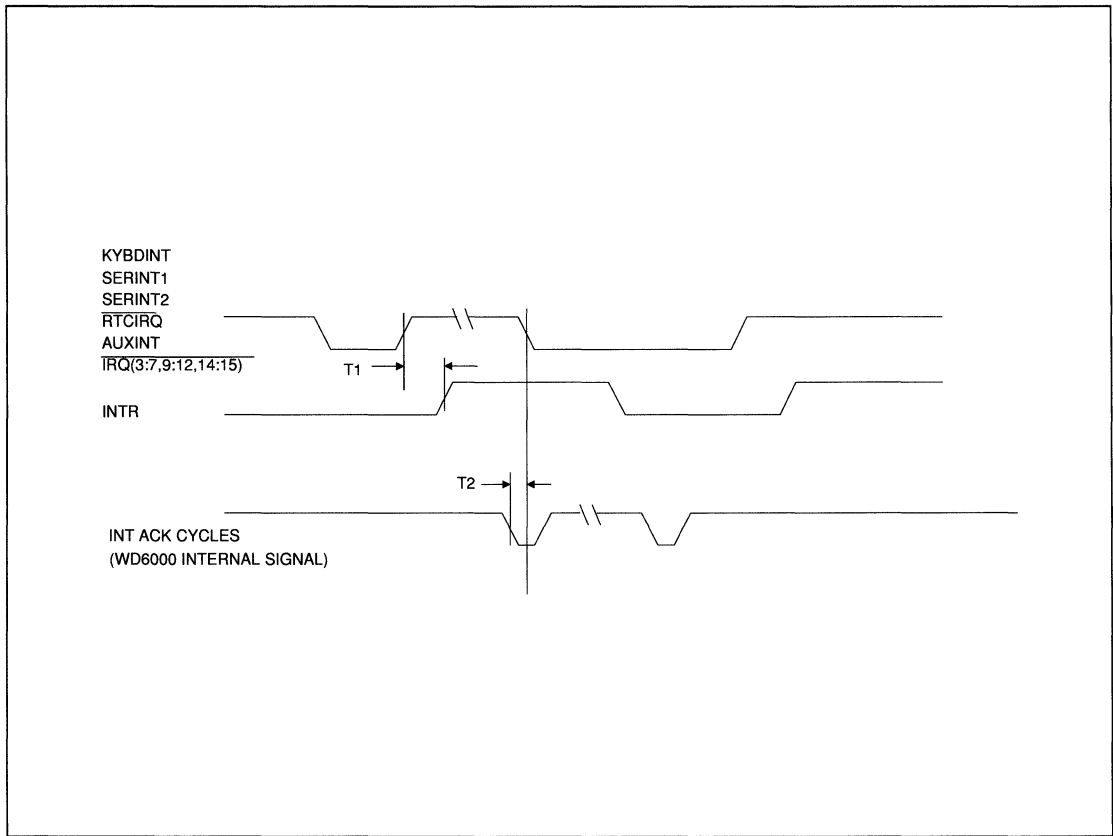 KYBDINT
SERINT1
SERINT2
RTCIRQ
AUXINT
IRQ(3:7,9:12,14:15)
T1
INTR
T2
INT ACK CYCLES
(WD6000 INTERNAL SIGNAL)